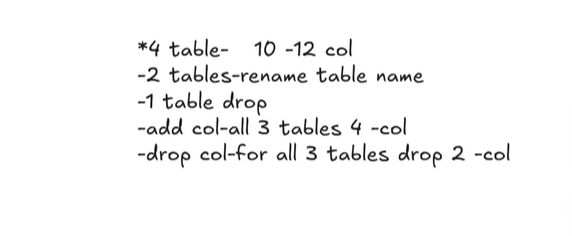 *4 table- 10 -12 col
-2 tables-rename table name
-1 table drop
-add col-all 3 tables 4 -col
-drop col-for all 3 tables drop 2 -col